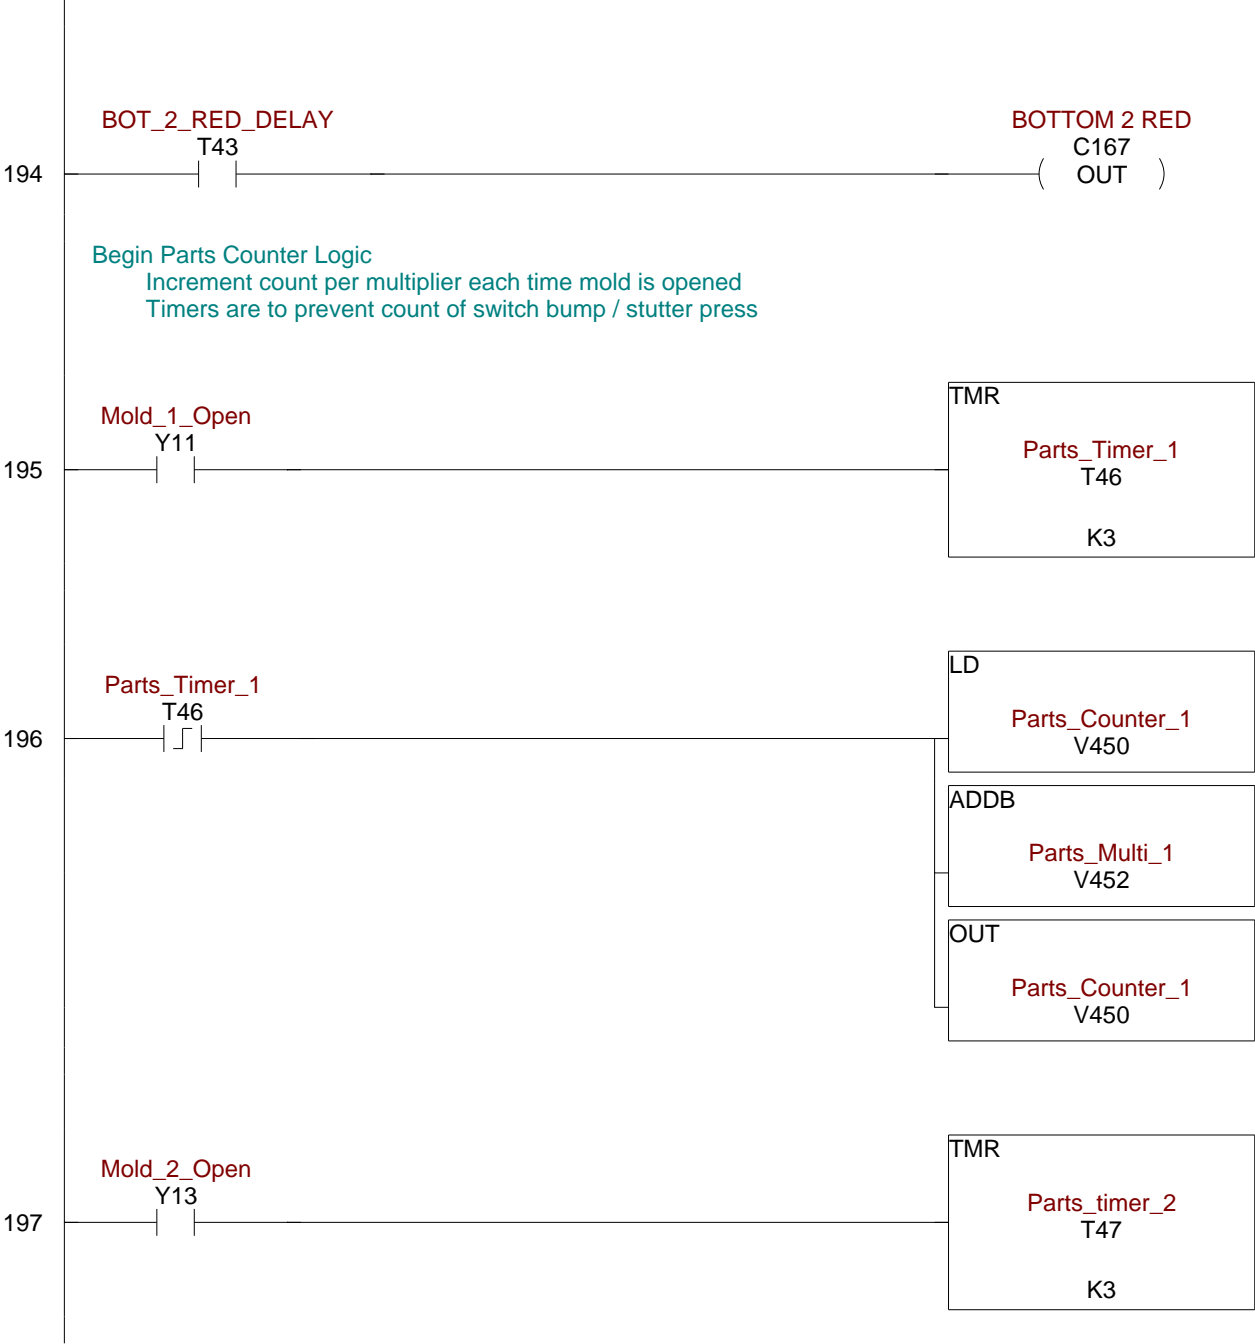 BOT_2_RED_DELAY
T43
BOTTOM 2 RED
C167
194
OUT
Begin Parts Counter Logic
Increment count per multiplier each time mold is opened
Timers are to prevent count of switch bump / stutter press
TMR
Mold_1_Open
Y11
Parts_Timer_1
T46
195
K3
LD
Parts_Timer_1
T46
Parts_Counter_1
V450
196
ADDB
Parts_Multi_1
V452
OUT
Parts_Counter_1
V450
TMR
Mold_2_Open
Y13
Parts_timer_2
T47
197
K3